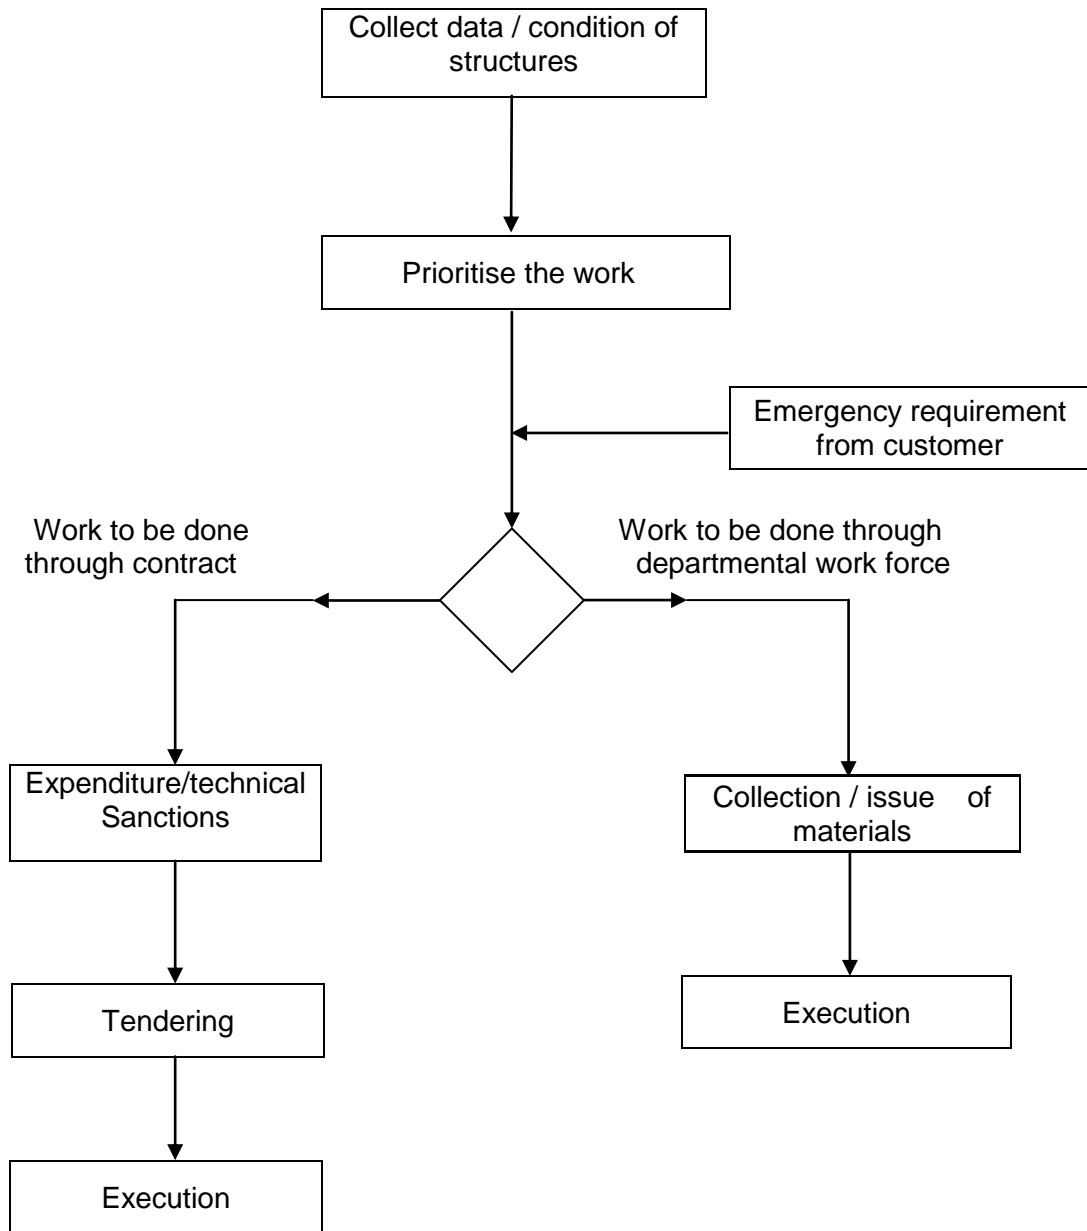 Collect data / condition of
structures
Prioritise the work
Emergency requirement
from customer
Work to be done
through contract
Work to be done through
departmental work force
Expenditure/technical
Sanctions
Collection / issue of
materials
Tendering
Execution
Execution